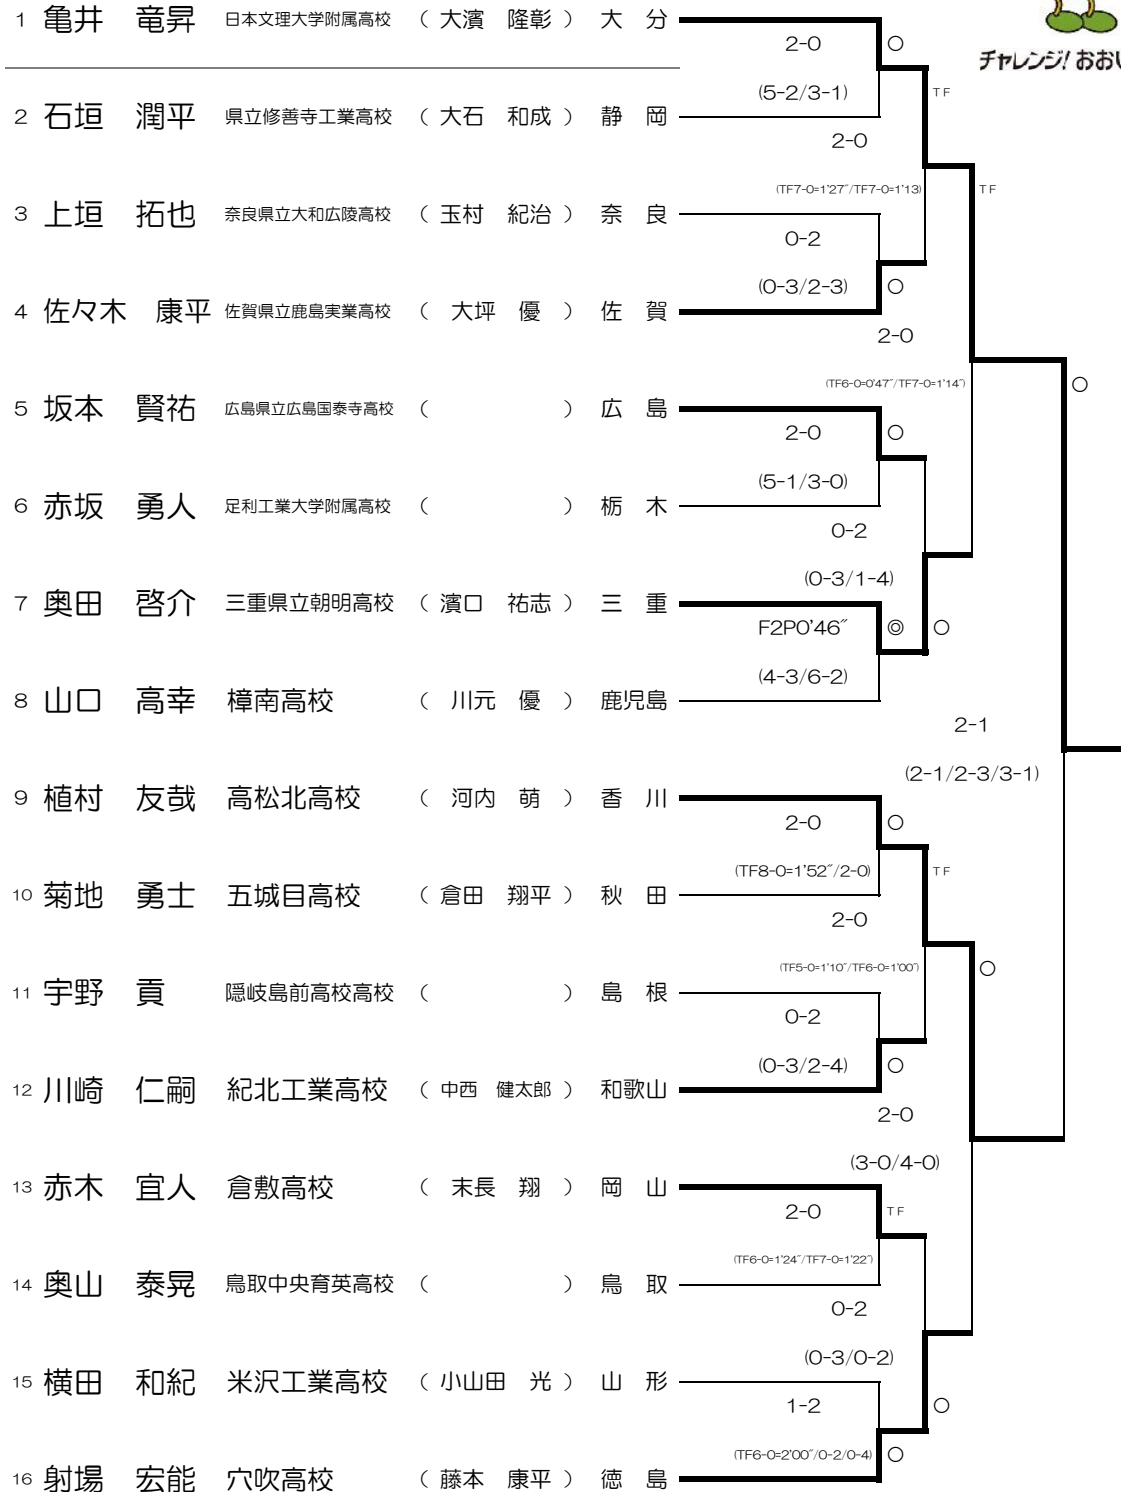 1 亀井 竜昇 日本文理大学附属高校 ( 大濱 隆彰 ) 大 分
2-0 ○
チャレンジ! おおい
(5-2/3-1) TF
2 石垣 潤平 県立修善寺工業高校 ( 大石 和成 ) 静 岡
2-0
(TF7-0=1'27"/TF7-0=1'13) TF
3 上垣 拓也 奈良県立大和広陵高校 ( 玉村 紀治 ) 奈 良
0-2
(0-3/2-3) ○
4 佐々木 康平 佐賀県立鹿島実業高校 ( 大坪 優 ) 佐 賀
2-0
(TF6-0=0'47"/TF7-0=1'14") ○
5 坂本 賢祐 広島県立広島国泰寺高校 ( ) 広 島
2-0 ○
(5-1/3-0)
6 赤坂 勇人 足利工業大学附属高校 ( ) 栃 木
0-2
(0-3/1-4)
7 奥田 啓介 三重県立朝明高校 ( 濱口 祐志 ) 三 重
F2P0'46" ◎ ○
(4-3/6-2)
8 山口 高幸 樟南高校 ( 川元 優 ) 鹿児島
2-1
(2-1/2-3/3-1)
9 植村 友哉 高松北高校 ( 河内 萌 ) 香 川
2-0 ○
(TF8-0=1'52"/2-0) TF
10 菊地 勇士 五城目高校 ( 倉田 翔平 ) 秋 田
2-0
(TF5-0=1'10"/TF6-0=1'00") ○
11 宇野 貢 隠岐島前高校高校 ( ) 島 根
0-2
(0-3/2-4) ○
12 川崎 仁嗣 紀北工業高校 ( 中西 健太郎 ) 和歌山
2-0
(3-0/4-0)
13 赤木 宜人 倉敷高校 ( 末長 翔 ) 岡 山
2-0 TF
(TF6-0=1'24"/TF7-0=1'22")
14 奥山 泰晃 鳥取中央育英高校 ( ) 鳥 取
0-2
(0-3/0-2)
15 横田 和紀 米沢工業高校 ( 小山田 光 ) 山 形
1-2 ○
(TF6-0=2'00"/0-2/0-4) ○
16 射場 宏能 穴吹高校 ( 藤本 康平 ) 徳 島